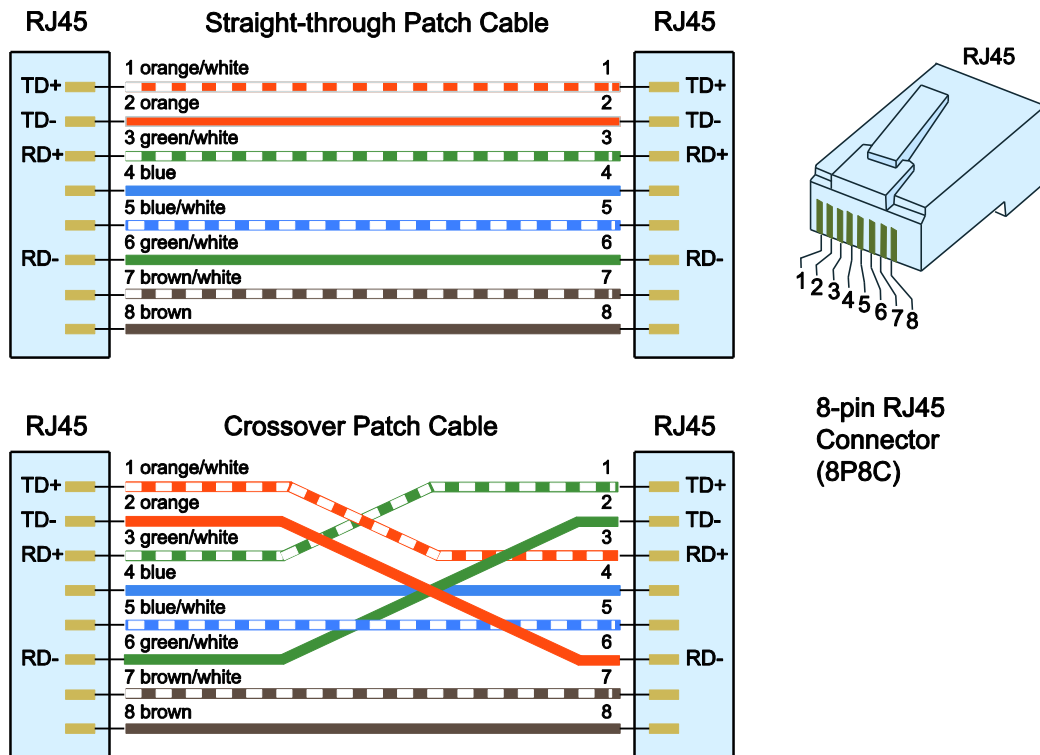 RJ45 Straight-through Patch Cable RJ45
1 orange/white 1
TD+ TD+
2 orange 2
TD- TD-
3 green/white 3
RD+ RD+
4 blue 4
5 blue/white 5
6 green/white 6
RD- RD-
7 brown/white 7
8 brown 8
RJ45
1 2 3 4 5 6 7 8
8-pin RJ45
Connector
(8P8C)
RJ45 Crossover Patch Cable RJ45
1 orange/white 1
TD+ TD+
2 orange 2
TD- TD-
3 green/white 3
RD+ RD+
4 blue 4
5 blue/white 5
6 green/white 6
RD- RD-
7 brown/white 7
8 brown 8